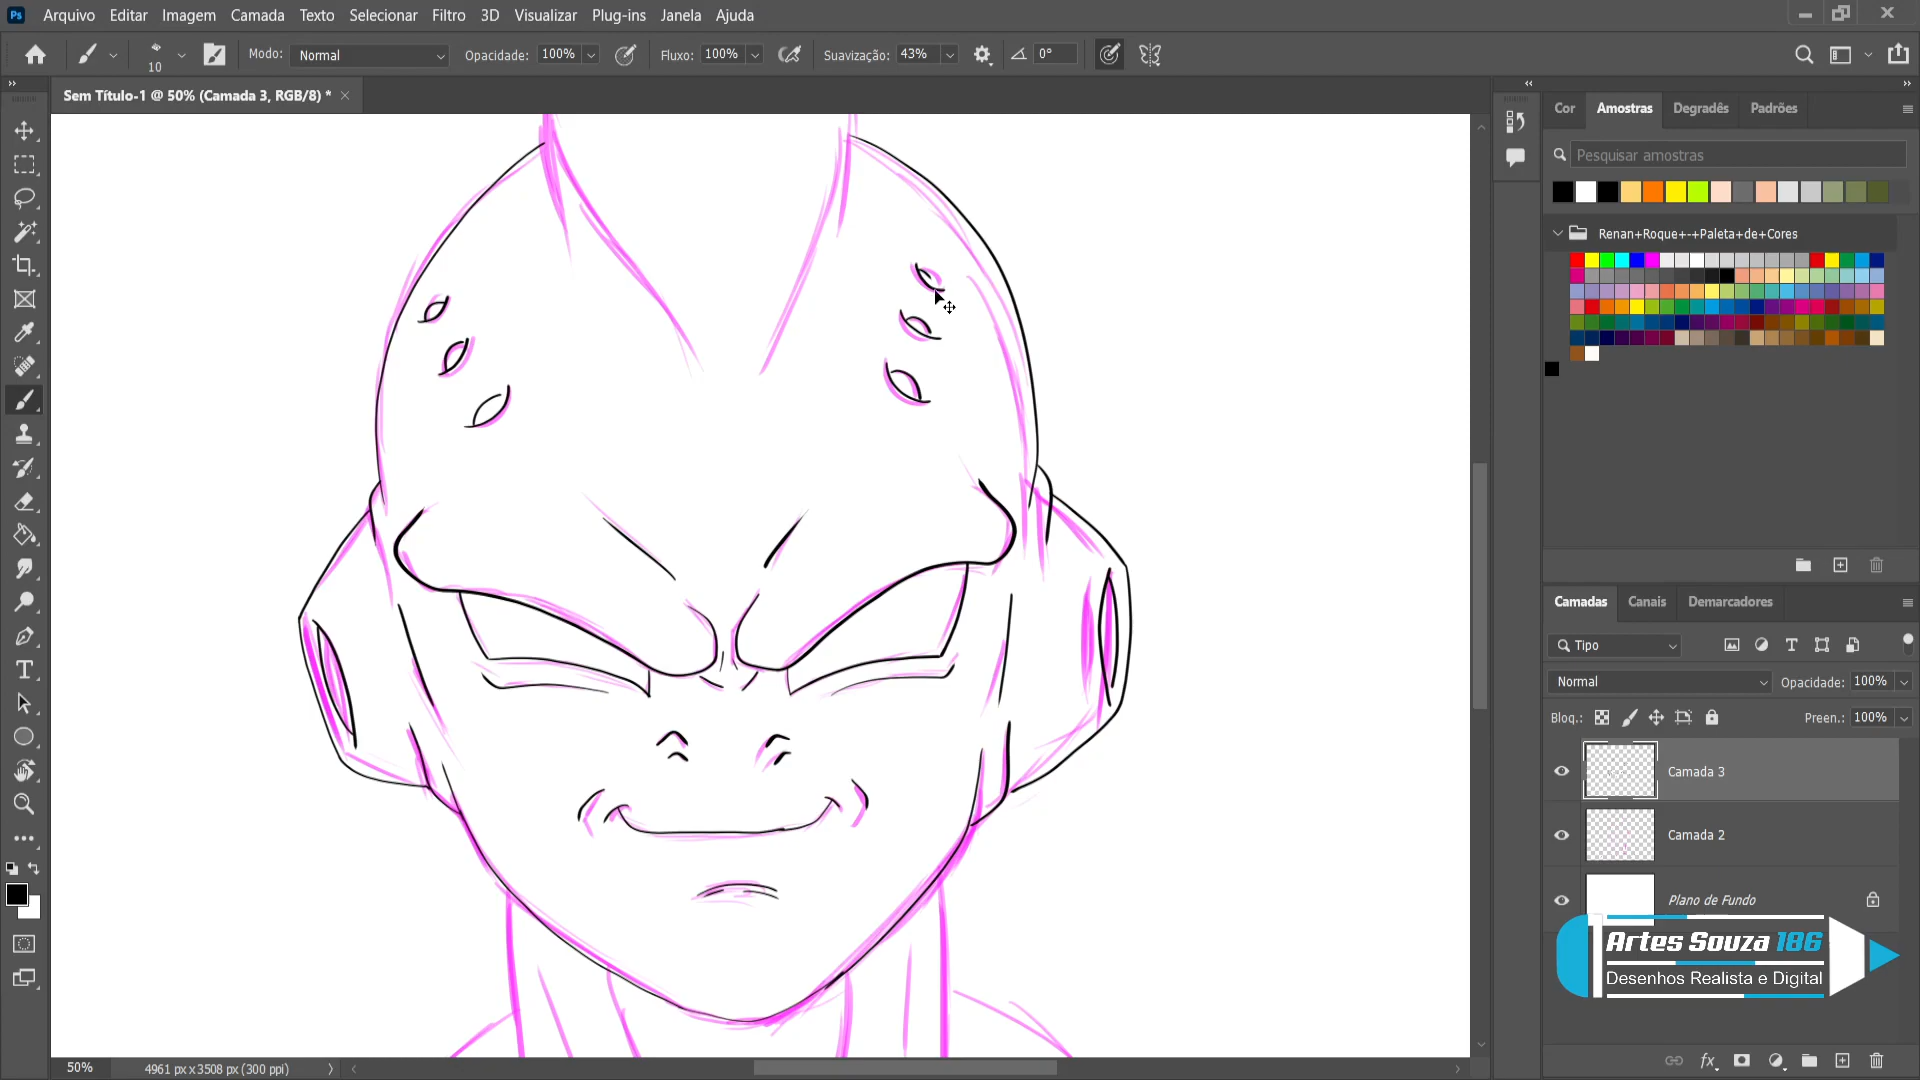 Ps Arquivo Editar Imagem Camada Texto Selecionar Filtro 3D Visualizar Plug-ins Janela Ajuda
10 Modo: Normal Opacidade: 100% Fluxo: 100% Suavização: 43% 0°
Sem Título-1 @ 50% (Camada 3, RGB/8) *
Cor Amostras Degradês Padrões
Pesquisar amostras
Renan+Roque+-+Paleta+de+Cores
Camadas Canais Demarcadores
Tipo
Normal Opacidade: 100%
Bloq.: Preen.: 100%
Camada 3
Camada 2
Plano de Fundo
Artes Souza 186
Desenhos Realista e Digital
50% 4961 px x 3508 px (300 ppi)